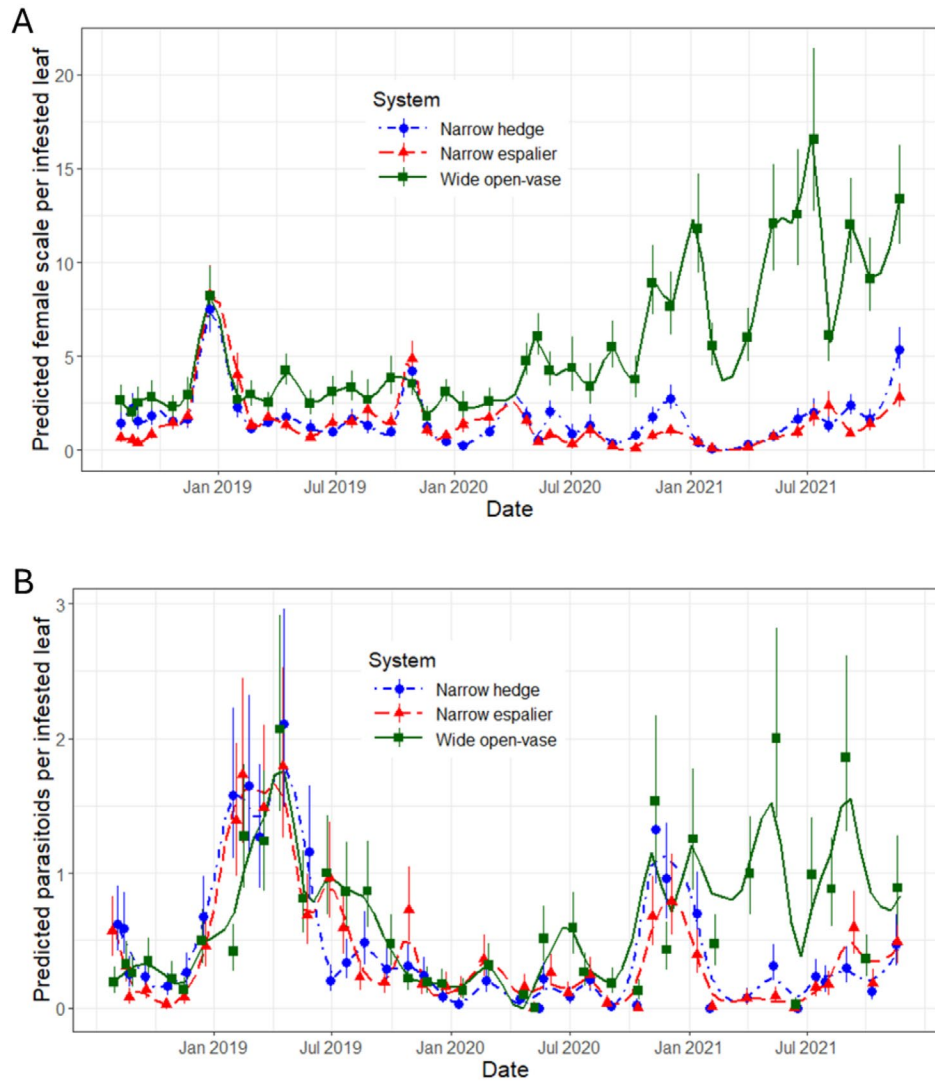 A
Predicted female scale per infested leaf
20
15
10
5
0
System
Narrow hedge
Narrow espalier
Wide open-vase
Jan 2019
Jul 2019
Jan 2020
Jul 2020
Jan 2021
Jul 2021
Date
B
Predicted parasitoids per infested leaf
3
2
1
0
System
Narrow hedge
Narrow espalier
Wide open-vase
Jan 2019
Jul 2019
Jan 2020
Jul 2020
Jan 2021
Jul 2021
Date